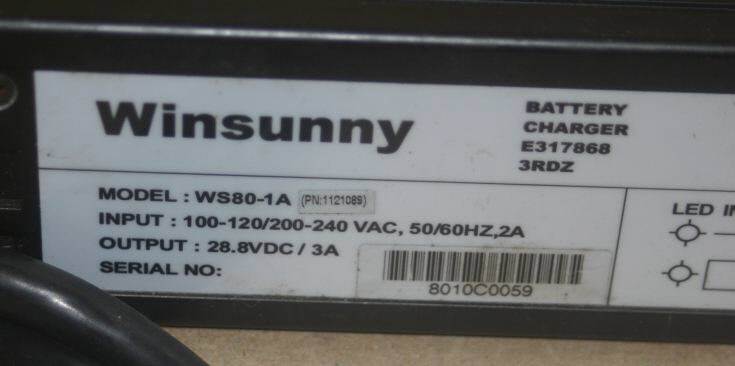 Winsunny
BATTERY
CHARGER
E317868
3RDZ
MODEL : WS80-1A (PN:1121089)
INPUT : 100-120/200-240 VAC, 50/60HZ,2A
OUTPUT : 28.8VDC / 3A
SERIAL NO:
8010C0059
LED